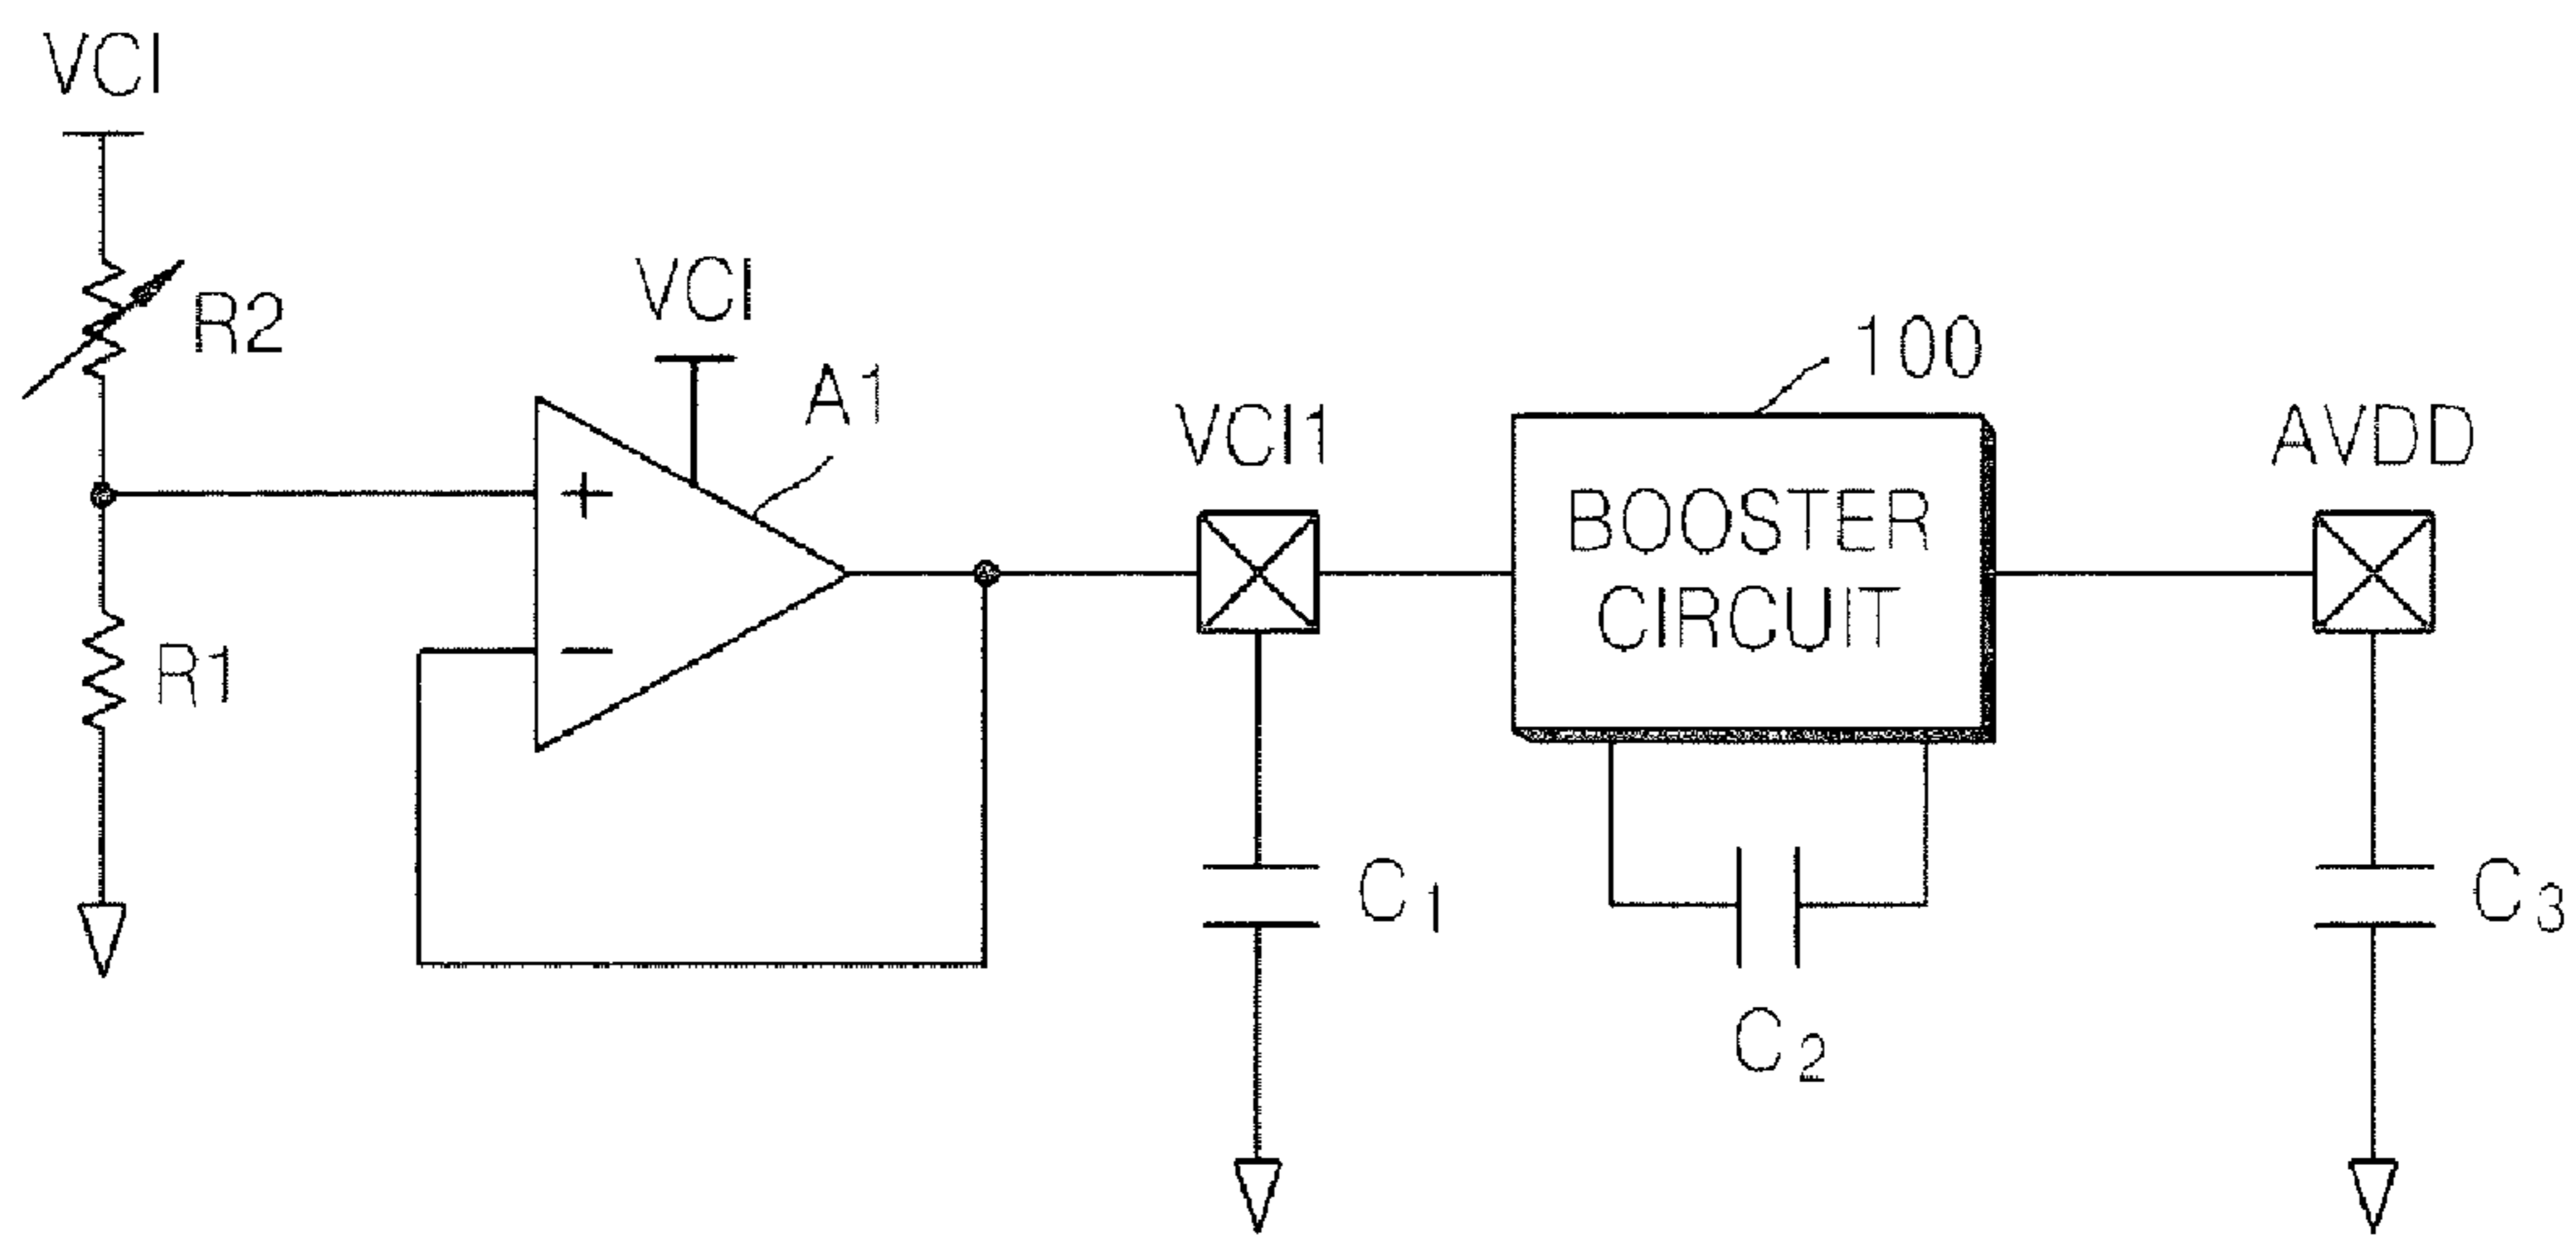 VCI
R2
R1
VCI
A1
+
−
VCI1
C1
100
BOOSTER
CIRCUIT
C2
AVDD
C3